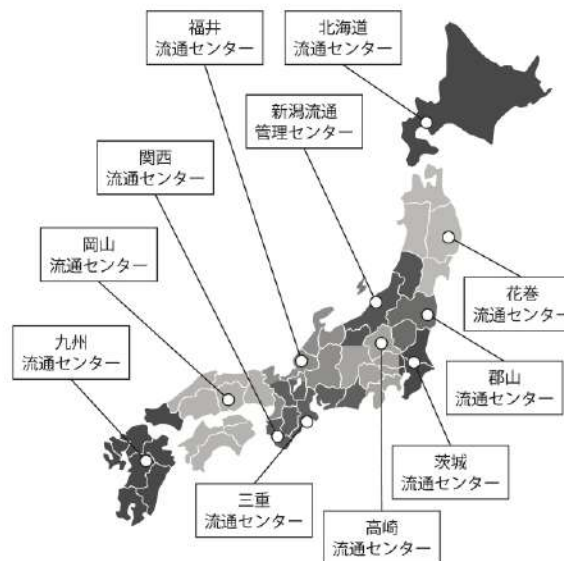 福井
流通センター
北海道
流通センター
新潟流通
管理センター
関西
流通センター
岡山
流通センター
九州
流通センター
花巻
流通センター
郡山
流通センター
茨城
流通センター
三重
流通センター
高崎
流通センター